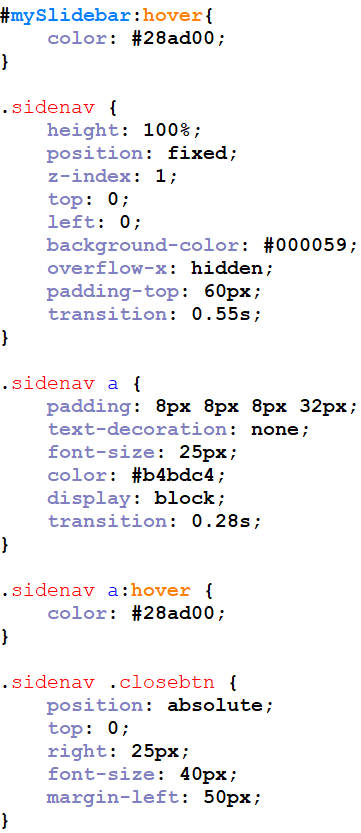 #mySlidebar:hover{
    color: #28ad00;
}

.sidenav {
    height: 100%;
    position: fixed;
    z-index: 1;
    top: 0;
    left: 0;
    background-color: #000059;
    overflow-x: hidden;
    padding-top: 60px;
    transition: 0.55s;
}

.sidenav a {
    padding: 8px 8px 8px 32px;
    text-decoration: none;
    font-size: 25px;
    color: #b4bdc4;
    display: block;
    transition: 0.28s;
}

.sidenav a:hover {
    color: #28ad00;
}

.sidenav .closebtn {
    position: absolute;
    top: 0;
    right: 25px;
    font-size: 40px;
    margin-left: 50px;
}